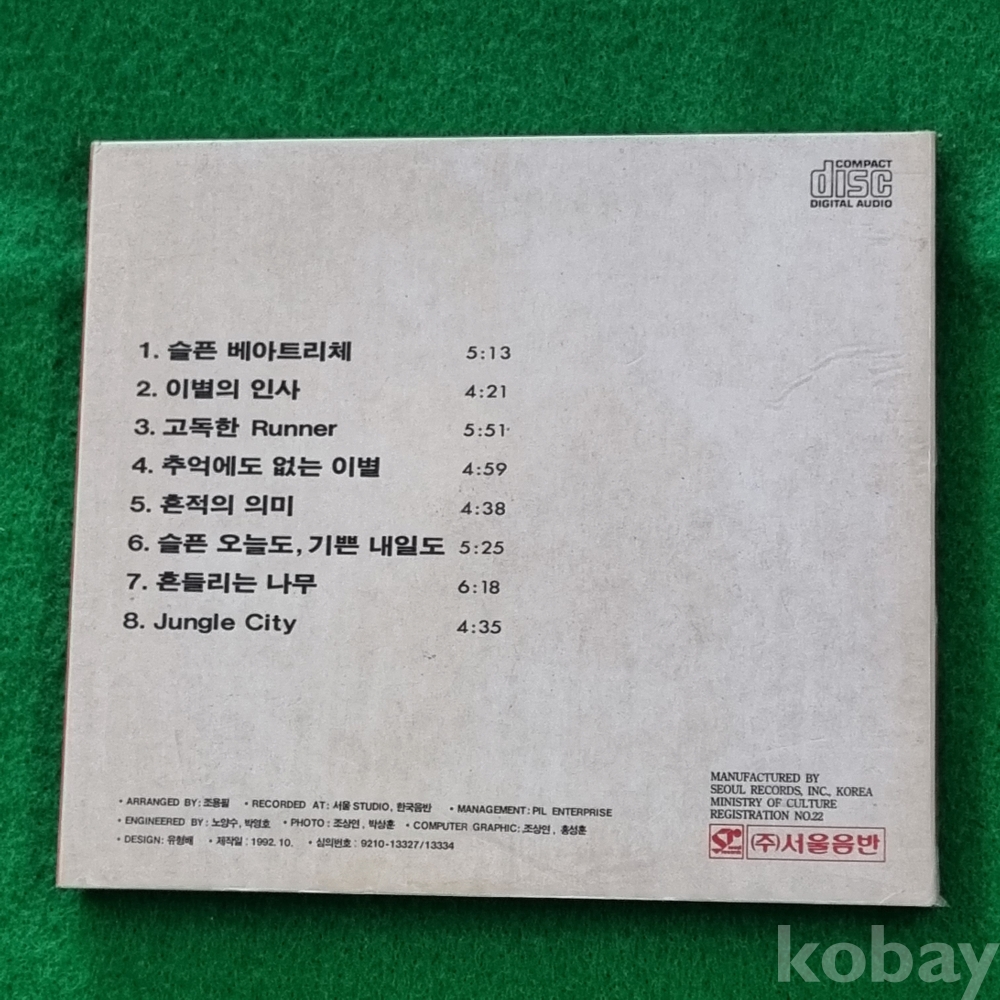 COMPACT
disc
DIGITAL AUDIO
1. 슬픈 베아트리체 5:13
2. 이별의 인사 4:21
3. 고독한 Runner 5:51
4. 추억에도 없는 이별 4:59
5. 흔적의 의미 4:38
6. 슬픈 오늘도, 기쁜 내일도 5:25
7. 흔들리는 나무 6:18
8. Jungle City 4:35
• ARRANGED BY : 조용필 • RECORDED AT : 서울 STUDIO, 한국음반 • MANAGEMENT : PIL ENTERPRISE
• ENGINEERED BY : 노양수, 박영호 • PHOTO : 조상인, 박상훈 • COMPUTER GRAPHIC : 조상인, 홍성훈
• DESIGN: 유형배 • 제작일 : 1992. 10. • 심의번호 : 9210-13327/13334
MANUFACTURED BY
SEOUL RECORDS, INC., KOREA
MINISTRY OF CULTURE
REGISTRATION NO.22
(주)서울음반
kobay